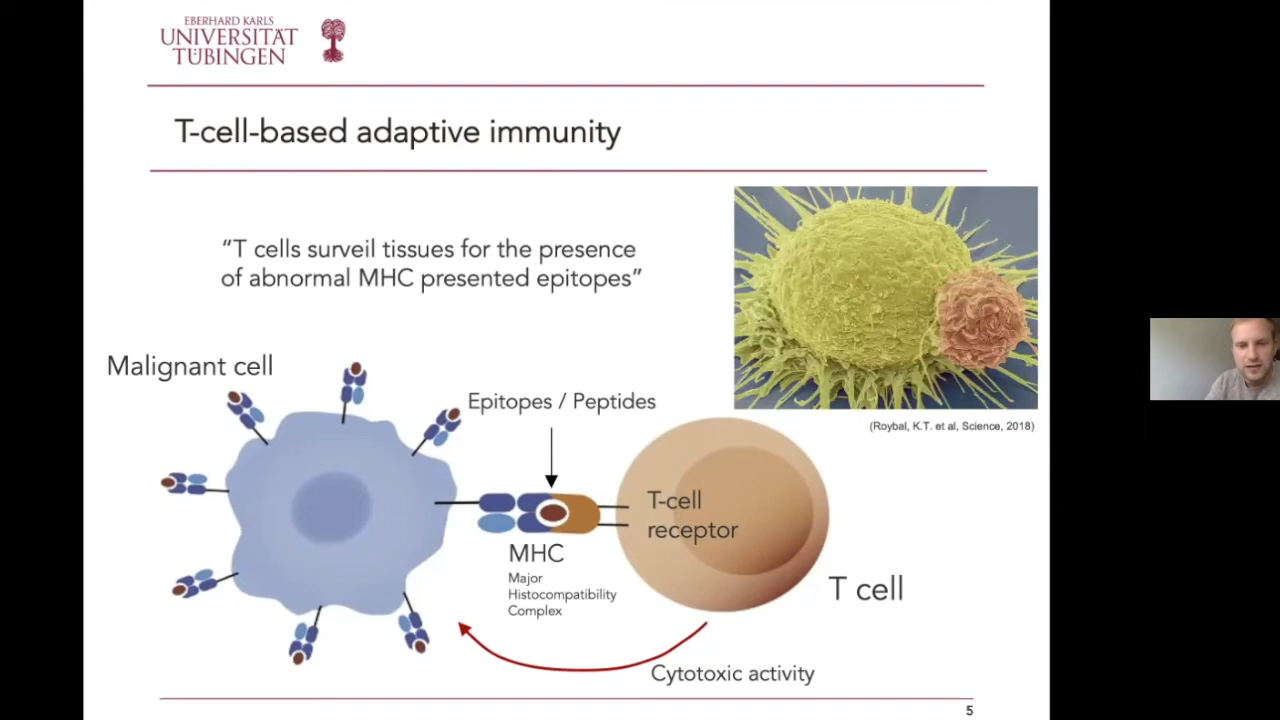 EBERHARD KARLS
UNIVERSITÄT
TÜBINGEN
T-cell-based adaptive immunity
“T cells surveil tissues for the presence
of abnormal MHC presented epitopes”
(Roybal, K.T. et al, Science, 2018)
Malignant cell
Epitopes / Peptides
T-cell
receptor
MHC
Major
Histocompatibility
Complex
T cell
Cytotoxic activity
5